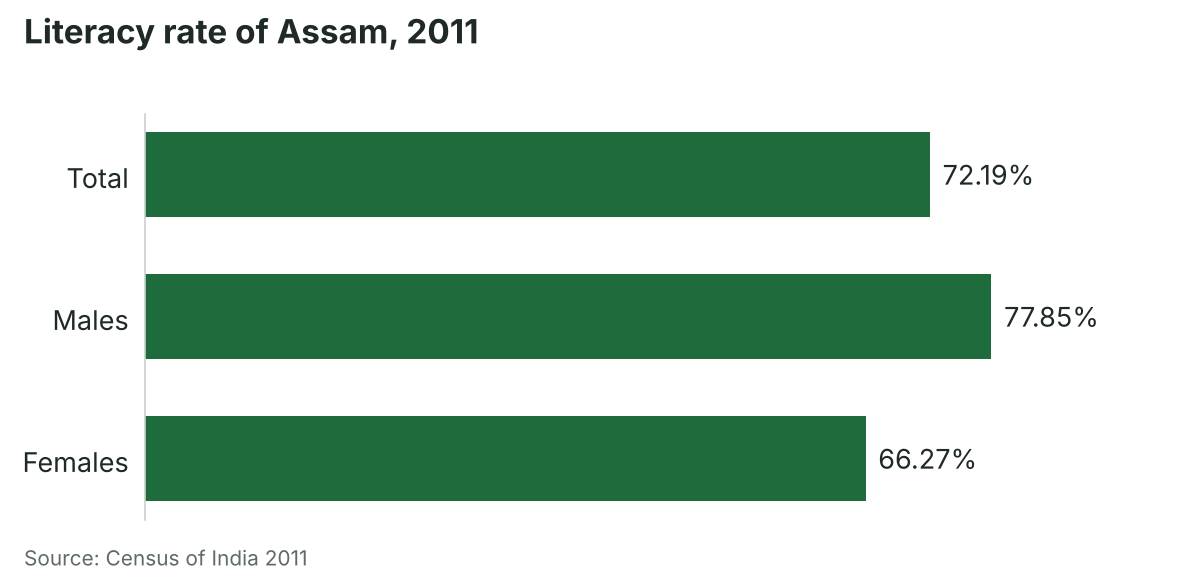 Literacy rate of Assam, 2011
Total 72.19%
Males 77.85%
Females 66.27%
Source: Census of India 2011